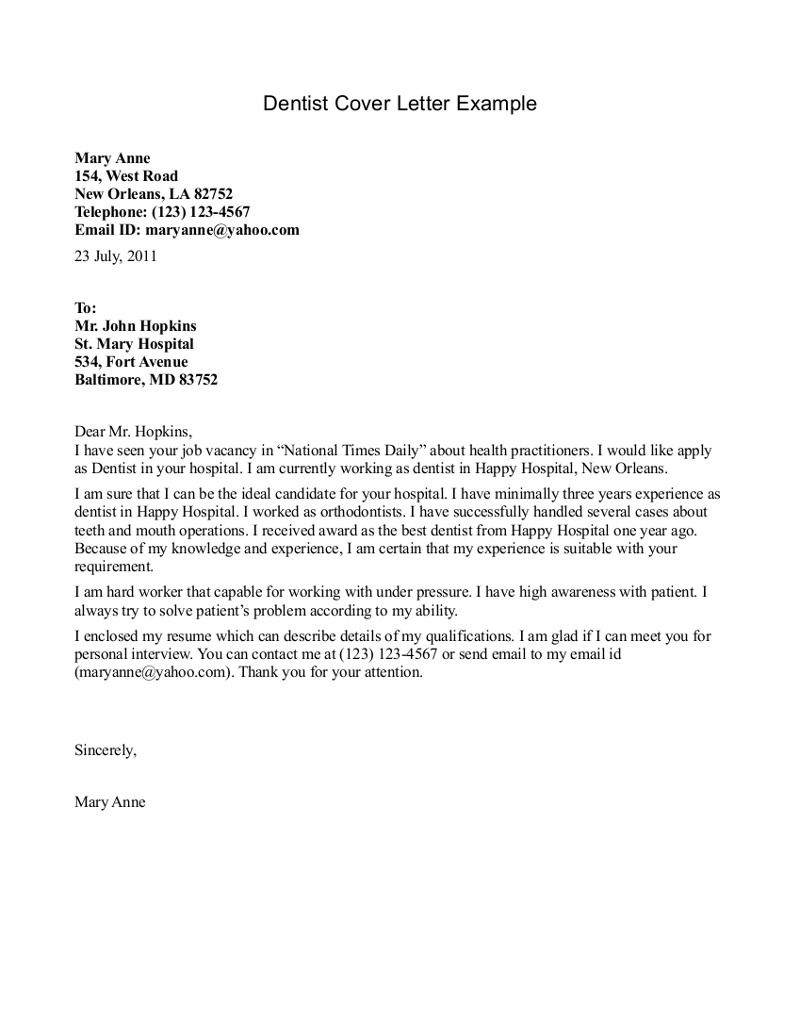 Dentist Cover Letter Example
Mary Anne
154, West Road
New Orleans, LA 82752
Telephone: (123) 123-4567
Email ID: maryanne@yahoo.com
23 July, 2011
To:
Mr. John Hopkins
St. Mary Hospital
534, Fort Avenue
Baltimore, MD 83752
Dear Mr. Hopkins,
I have seen your job vacancy in “National Times Daily” about health practitioners. I would like apply
as Dentist in your hospital. I am currently working as dentist in Happy Hospital, New Orleans.
I am sure that I can be the ideal candidate for your hospital. I have minimally three years experience as
dentist in Happy Hospital. I worked as orthodontists. I have successfully handled several cases about
teeth and mouth operations. I received award as the best dentist from Happy Hospital one year ago.
Because of my knowledge and experience, I am certain that my experience is suitable with your
requirement.
I am hard worker that capable for working with under pressure. I have high awareness with patient. I
always try to solve patient’s problem according to my ability.
I enclosed my resume which can describe details of my qualifications. I am glad if I can meet you for
personal interview. You can contact me at (123) 123-4567 or send email to my email id
(maryanne@yahoo.com). Thank you for your attention.
Sincerely,
Mary Anne